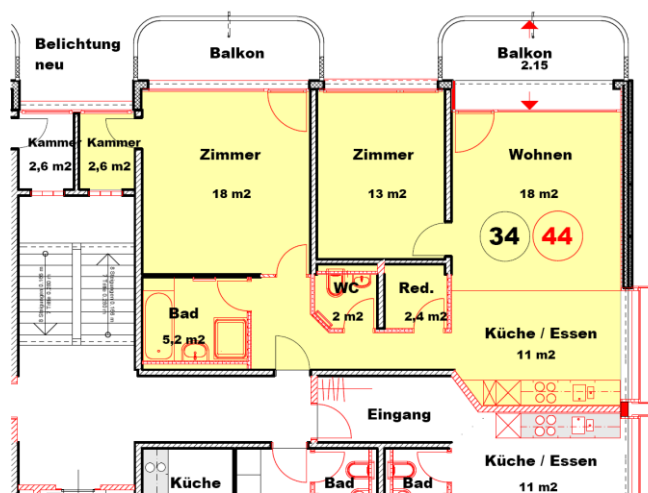 Belichtung
neu
Balkon
Balkon
2.15
Kammer
2,6 m2
Kammer
2,6 m2
Zimmer
18 m2
Zimmer
13 m2
Wohnen
18 m2
34
44
Bad
5,2 m2
WC
2 m2
Red.
2,4 m2
Küche / Essen
11 m2
Eingang
Küche
Bad
Bad
Küche / Essen
11 m2